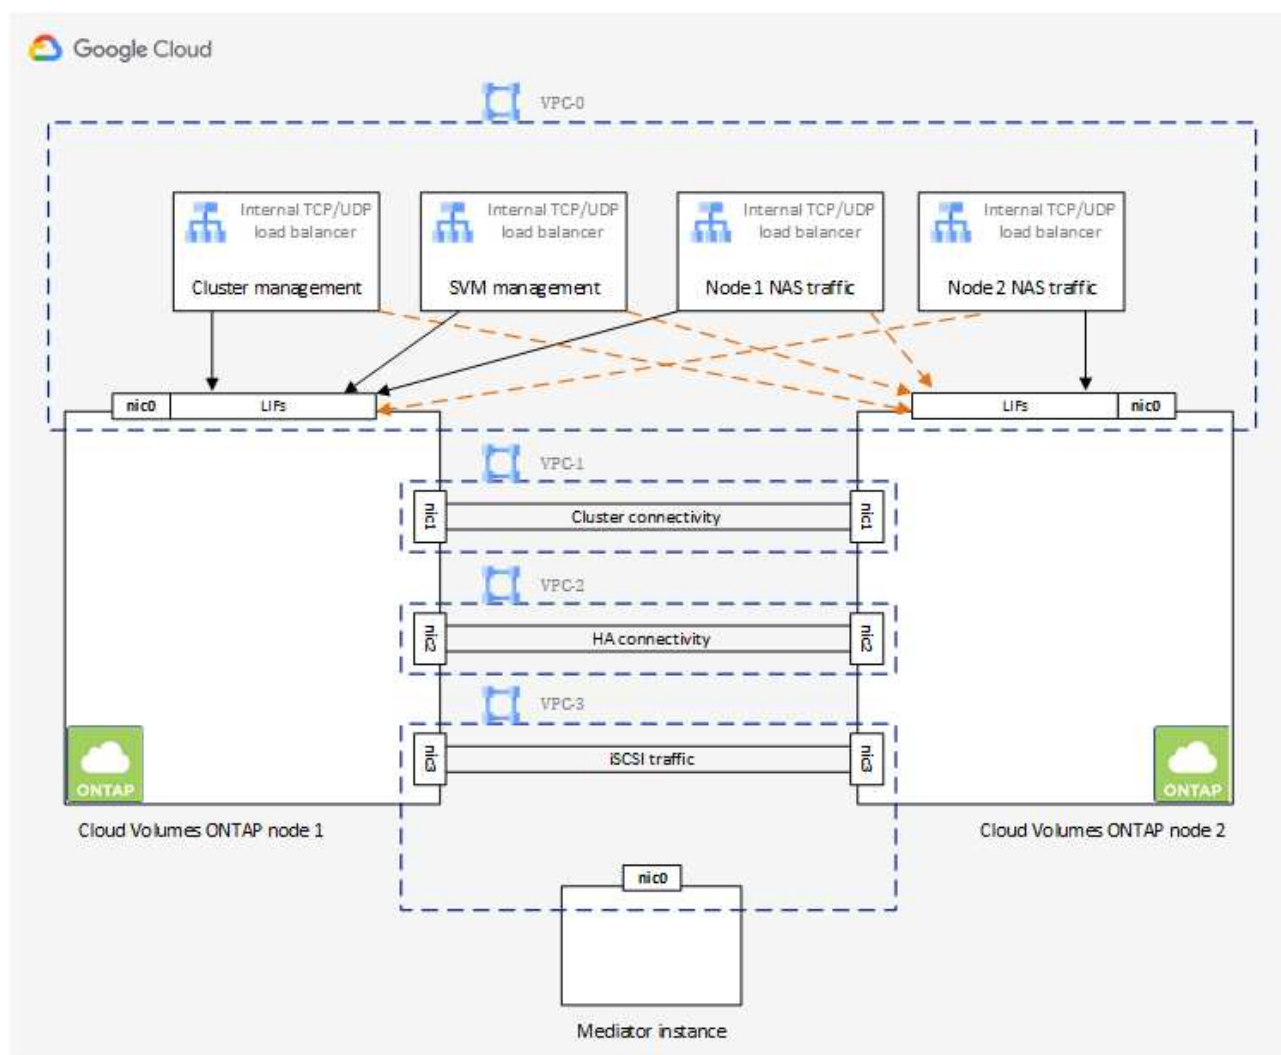 Google Cloud
VPC-0
Internal TCP/UDP
load balancer
Cluster management
Internal TCP/UDP
load balancer
SVM management
Internal TCP/UDP
load balancer
Node 1 NAS traffic
Internal TCP/UDP
load balancer
Node 2 NAS traffic
nic0
LIFs
LIFs
nic0
VPC-1
nic1
Cluster connectivity
nic1
VPC-2
nic2
HA connectivity
nic2
VPC-3
nic3
iSCSI traffic
nic3
ONTAP
ONTAP
Cloud Volumes ONTAP node 1
Cloud Volumes ONTAP node 2
nic0
Mediator instance